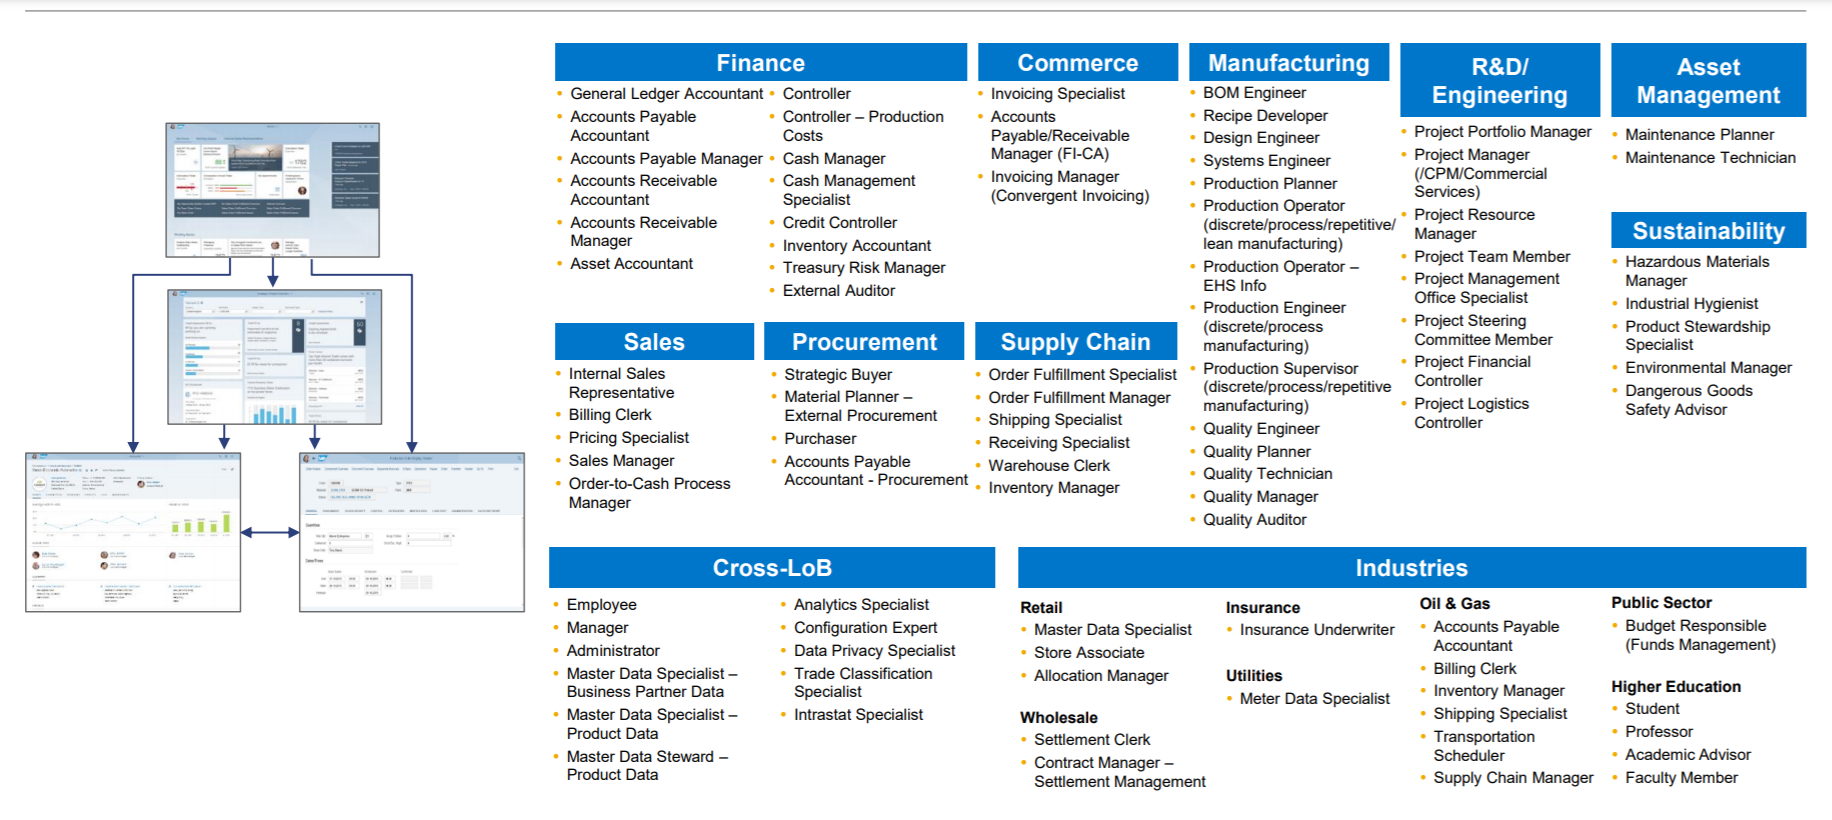 Finance
General Ledger Accountant
Accounts Payable
Accountant
Accounts Payable Manager
Accounts Receivable
Accountant
Accounts Receivable
Manager
Asset Accountant
Controller
Controller – Production
Costs
Cash Manager
Cash Management
Specialist
Credit Controller
Inventory Accountant
Treasury Risk Manager
External Auditor
Commerce
Invoicing Specialist
Accounts
Payable/Receivable
Manager (FI-CA)
Invoicing Manager
(Convergent Invoicing)
Manufacturing
BOM Engineer
Recipe Developer
Design Engineer
Systems Engineer
Production Planner
Production Operator
(discrete/process/repetitive/
lean manufacturing)
Production Operator –
EHS Info
Production Engineer
(discrete/process
manufacturing)
Production Supervisor
(discrete/process/repetitive
manufacturing)
Quality Engineer
Quality Planner
Quality Technician
Quality Manager
Quality Auditor
R&D/
Engineering
Project Portfolio Manager
Project Manager
(/CPM/Commercial
Services)
Project Resource
Manager
Project Team Member
Project Management
Office Specialist
Project Steering
Committee Member
Project Financial
Controller
Project Logistics
Controller
Asset
Management
Maintenance Planner
Maintenance Technician
Sustainability
Hazardous Materials
Manager
Industrial Hygienist
Product Stewardship
Specialist
Environmental Manager
Dangerous Goods
Safety Advisor
Sales
Internal Sales
Representative
Billing Clerk
Pricing Specialist
Sales Manager
Order-to-Cash Process
Manager
Procurement
Strategic Buyer
Material Planner –
External Procurement
Purchaser
Accounts Payable
Accountant - Procurement
Supply Chain
Order Fulfillment Specialist
Order Fulfillment Manager
Shipping Specialist
Receiving Specialist
Warehouse Clerk
Inventory Manager
Cross-LoB
Employee
Manager
Administrator
Master Data Specialist –
Business Partner Data
Master Data Specialist –
Product Data
Master Data Steward –
Product Data
Analytics Specialist
Configuration Expert
Data Privacy Specialist
Trade Classification
Specialist
Intrastat Specialist
Industries
Retail
Master Data Specialist
Store Associate
Allocation Manager
Wholesale
Settlement Clerk
Contract Manager –
Settlement Management
Insurance
Insurance Underwriter
Utilities
Meter Data Specialist
Oil & Gas
Accounts Payable
Accountant
Billing Clerk
Inventory Manager
Shipping Specialist
Transportation
Scheduler
Supply Chain Manager
Public Sector
Budget Responsible
(Funds Management)
Higher Education
Student
Professor
Academic Advisor
Faculty Member